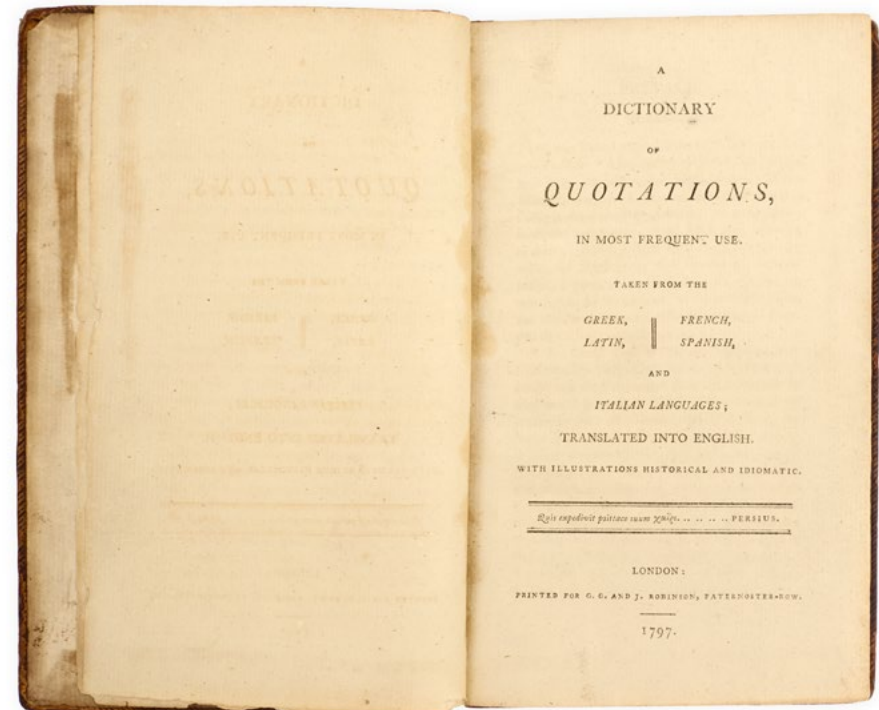 A
DICTIONARY
OF
QUOTATIONS,
IN MOST FREQUENT USE.
TAKEN FROM THE
GREEK, FRENCH,
LATIN, SPANISH,
AND
ITALIAN LANGUAGES;
TRANSLATED INTO ENGLISH.
WITH ILLUSTRATIONS HISTORICAL AND IDIOMATIC.
Quis expedivit psittaco suum χαῖρε. .. .. .. .. PERSIUS.
LONDON:
PRINTED FOR G. G. AND J. ROBINSON, PATERNOSTER-ROW.
1797.